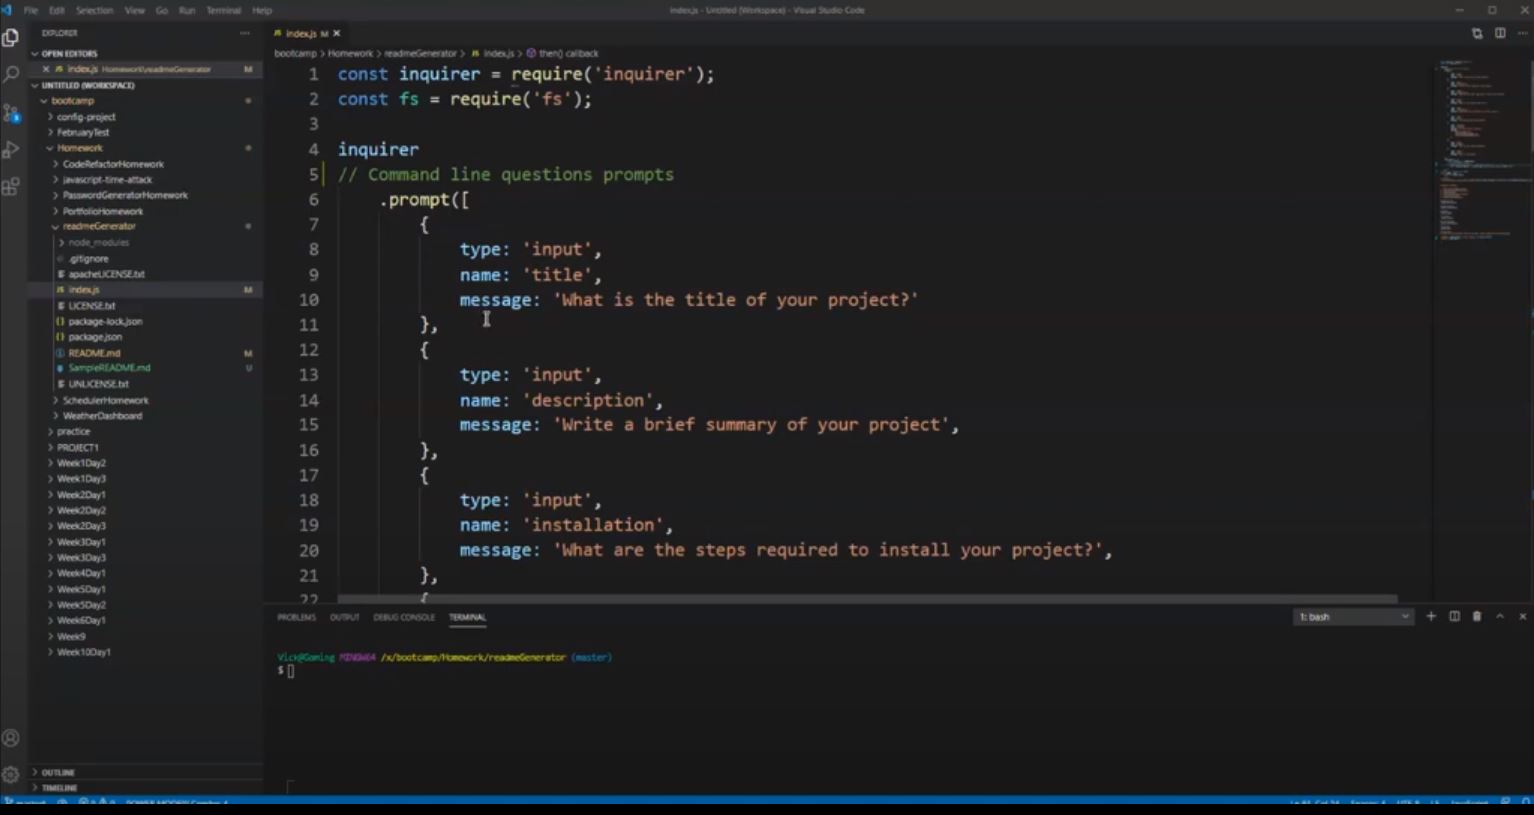 File Edit Selection View Go Run Terminal Help
index.js - Untitled (Workspace) - Visual Studio Code
EXPLORER
OPEN EDITORS
index.js Homework\readmeGenerator M
UNTITLED (WORKSPACE)
bootcamp
config-project
FebruaryTest
Homework
CodeRefactorHomework
javascript-time-attack
PasswordGeneratorHomework
PortfolioHomework
readmeGenerator
node_modules
.gitignore
apacheLICENSE.txt
index.js M
LICENSE.txt
package-lock.json
package.json
README.md M
SampleREADME.md U
UNLICENSE.txt
SchedulerHomework
WeatherDashboard
practice
PROJECT1
Week1Day2
Week1Day3
Week2Day1
Week2Day2
Week2Day3
Week3Day1
Week3Day3
Week4Day1
Week5Day1
Week5Day2
Week6Day1
Week9
Week10Day1
OUTLINE
TIMELINE
index.js M
bootcamp > Homework > readmeGenerator > index.js > then() callback
1 const inquirer = require('inquirer');
2 const fs = require('fs');
3
4 inquirer
5 // Command line questions prompts
6 .prompt([
7 {
8 type: 'input',
9 name: 'title',
10 message: 'What is the title of your project?'
11 },
12 {
13 type: 'input',
14 name: 'description',
15 message: 'Write a brief summary of your project',
16 },
17 {
18 type: 'input',
19 name: 'installation',
20 message: 'What are the steps required to install your project?',
21 },
22 {
PROBLEMS OUTPUT DEBUG CONSOLE TERMINAL
1: bash
Vick@Gaming MINGW64 /x/bootcamp/Homework/readmeGenerator (master)
$